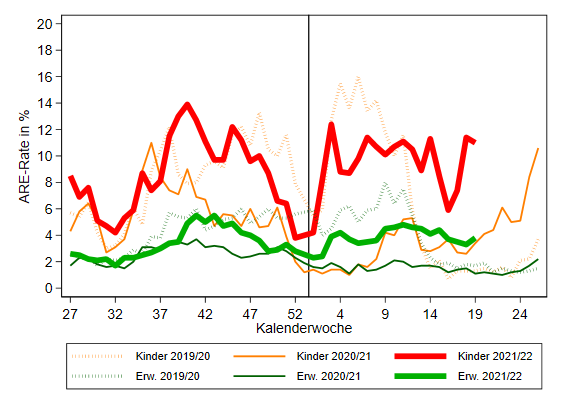 20
18
16
14
12
10
8
6
4
2
0
ARE-Rate in %
27 32 37 42 47 52 4 9 14 19 24
Kalenderwoche
Kinder 2019/20 Kinder 2020/21 Kinder 2021/22
Erw. 2019/20 Erw. 2020/21 Erw. 2021/22